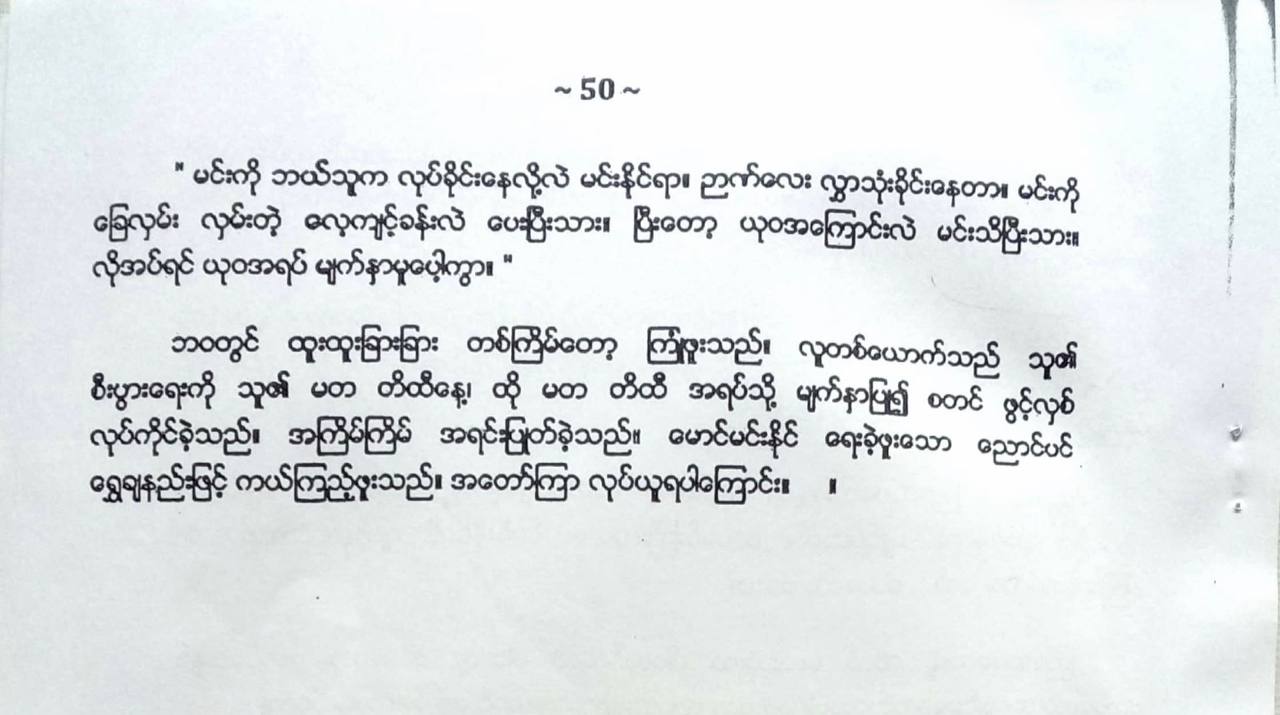 ~ 50 ~
" မင်းကို ဘယ်သူက လုပ်ခိုင်းနေလို့လဲ မင်းနိုင်ရာ။ ဉာဏ်လေး လွှာသုံးခိုင်းနေတာ။ မင်းကို
ခြေလှမ်း လှမ်းတဲ့ လေ့ကျင့်ခန်းလဲ ပေးပြီးသား။ ပြီးတော့ ယုဝအကြောင်းလဲ မင်းသိပြီးသား။
လိုအပ်ရင် ယုဝအရပ် မျက်နှာမူပေါ့ကွာ။ "
ဘဝတွင် ထူးထူးခြားခြား တစ်ကြိမ်တော့ ကြုံဖူးသည်။ လူတစ်ယောက်သည် သူ၏
စီးပွားရေးကို သူ၏ မတ တိထီနေ့၊ ထို မတ တိထီ အရပ်သို့ မျက်နှာပြု၍ စတင် ဖွင့်လှစ်
လုပ်ကိုင်ခဲ့သည်။ အကြိမ်ကြိမ် အရင်းပြုတ်ခဲ့သည်။ မောင်မင်းနိုင် ရေးခဲ့ဖူးသော ညောင်ပင်
ရွှေချနည်းဖြင့် ကယ်ကြည့်ဖူးသည်။ အတော်ကြာ လုပ်ယူရပါကြောင်း။ ။